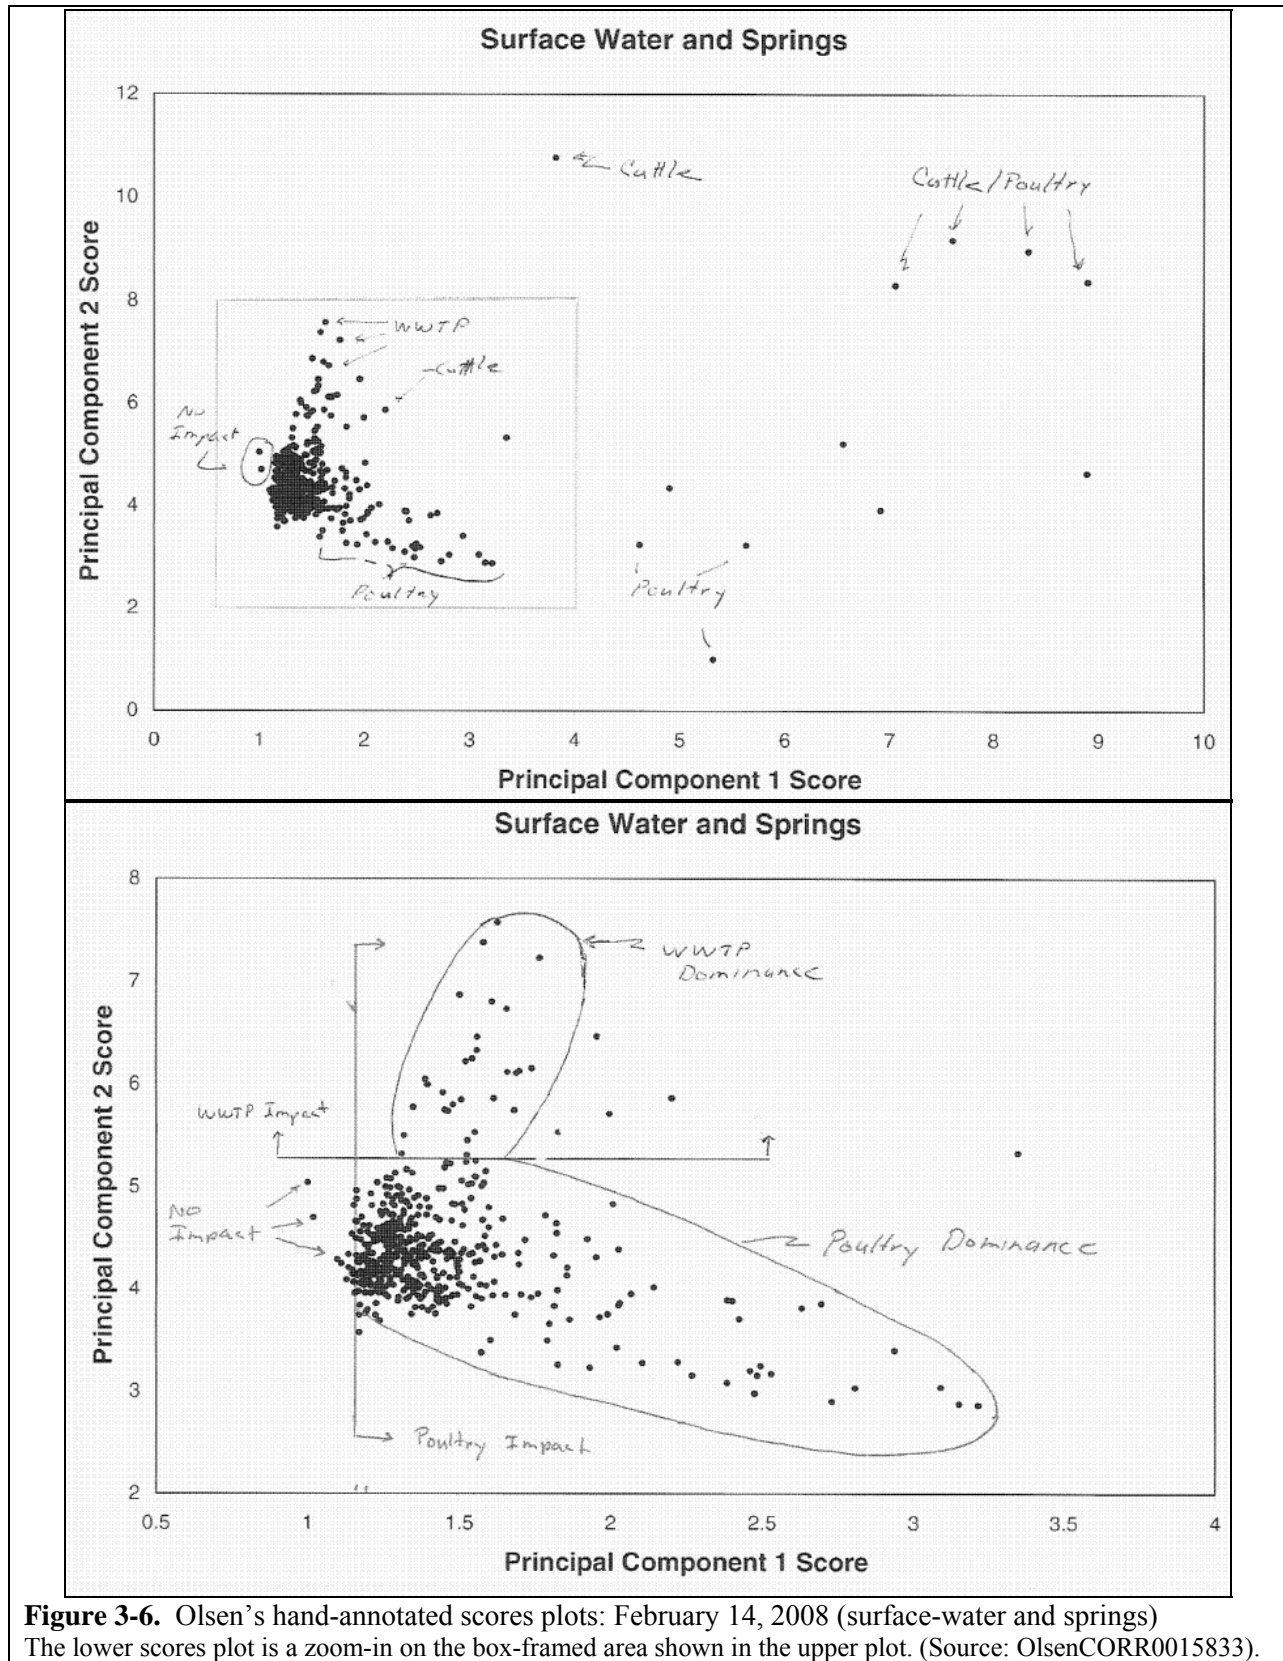 Surface Water and Springs
12
10
8
6
4
2
0
Principal Component 2 Score
Cattle
Cattle/Poultry
WWTP
Cattle
No
Impact
Poultry
Poultry
0 1 2 3 4 5 6 7 8 9 10
Principal Component 1 Score
Surface Water and Springs
8
7
6
5
4
3
2
Principal Component 2 Score
WWTP
Dominance
WWTP Impact
No
Impact
Poultry Dominance
Poultry Impact
0.5 1 1.5 2 2.5 3 3.5 4
Principal Component 1 Score
Figure 3-6. Olsen's hand-annotated scores plots: February 14, 2008 (surface-water and springs)
The lower scores plot is a zoom-in on the box-framed area shown in the upper plot. (Source: OlsenCORR0015833).